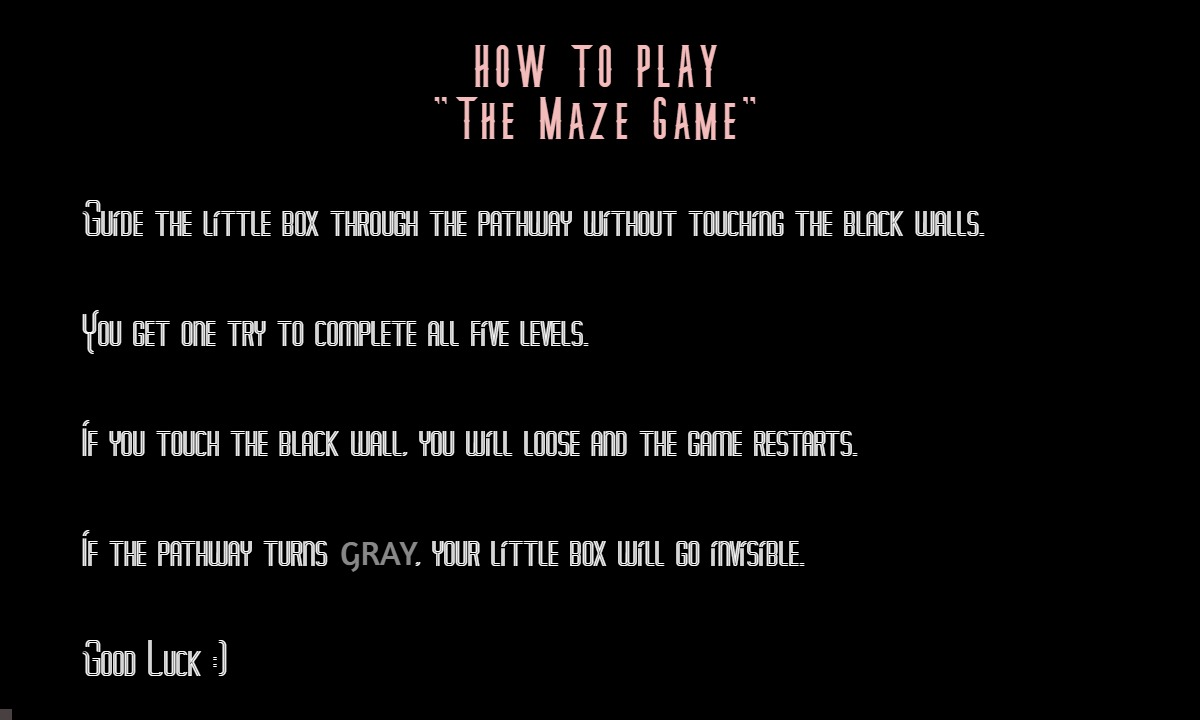 How To Play
"The Maze Game"
Guide the little box through the pathway without touching the black walls.
You get one try to complete all five levels.
If you touch the black wall, you will loose and the game restarts.
If the pathway turns GRAY, your little box will go invisible.
Good Luck :)